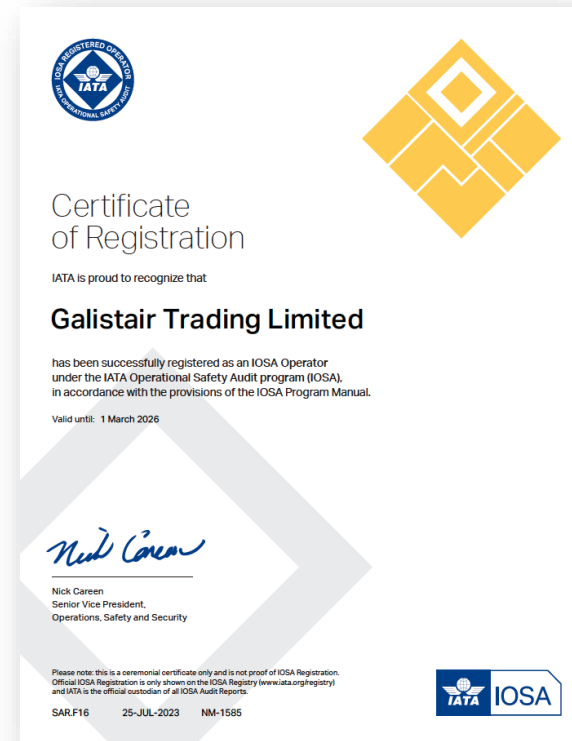 IOSA REGISTERED OPERATOR
IATA
IATA OPERATIONAL SAFETY AUDIT
Certificate
of Registration
IATA is proud to recognize that
Galistair Trading Limited
has been successfully registered as an IOSA Operator
under the IATA Operational Safety Audit program (IOSA),
in accordance with the provisions of the IOSA Program Manual.
Valid until: 1 March 2026
Nick Careen
Nick Careen
Senior Vice President,
Operations, Safety and Security
Please note: this is a ceremonial certificate only and is not proof of IOSA Registration.
Official IOSA Registration is only shown on the IOSA Registry (www.iata.org/registry)
and IATA is the official custodian of all IOSA Audit Reports.
SAR.F16 25-JUL-2023 NM-1585
IATA IOSA